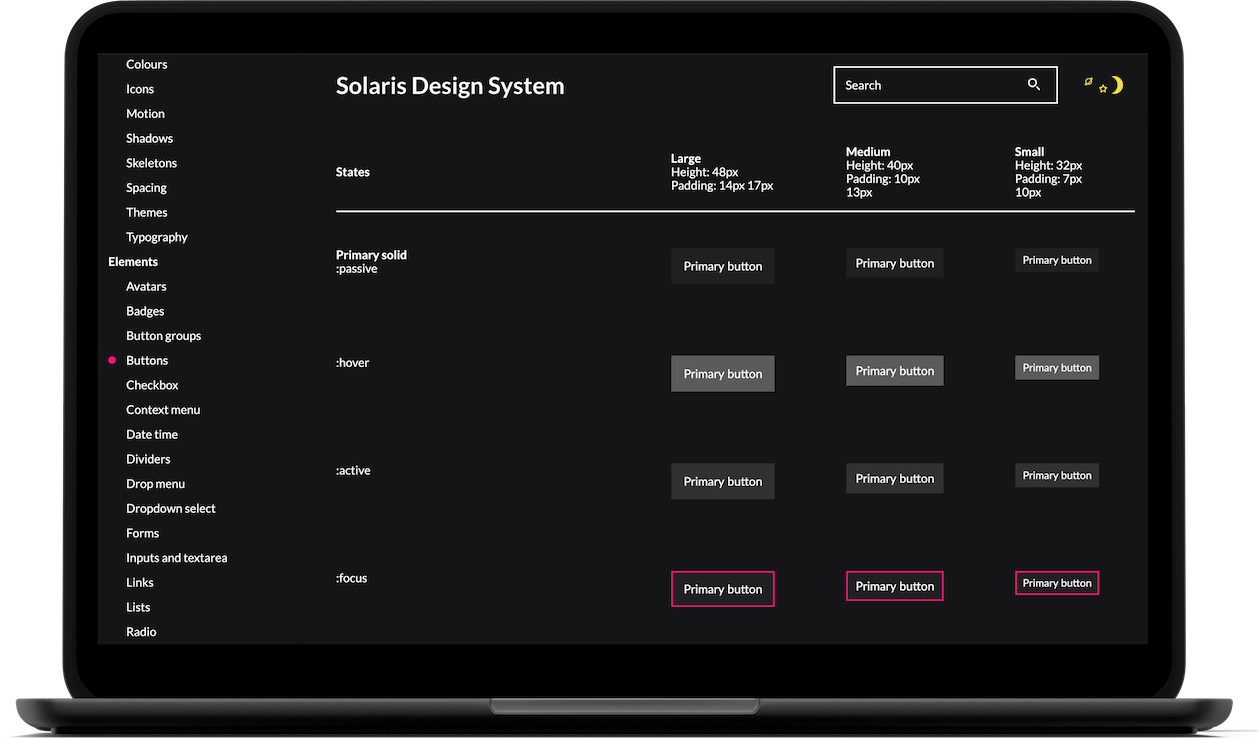 Colours
Icons
Motion
Shadows
Skeletons
Spacing
Themes
Typography
Elements
Avatars
Badges
Button groups
Buttons
Checkbox
Context menu
Date time
Dividers
Drop menu
Dropdown select
Forms
Inputs and textarea
Links
Lists
Radio
Solaris Design System
Search
States
Large
Height: 48px
Padding: 14px 17px
Medium
Height: 40px
Padding: 10px
13px
Small
Height: 32px
Padding: 7px
10px
Primary solid
:passive
Primary button
Primary button
Primary button
:hover
Primary button
Primary button
Primary button
:active
Primary button
Primary button
Primary button
:focus
Primary button
Primary button
Primary button